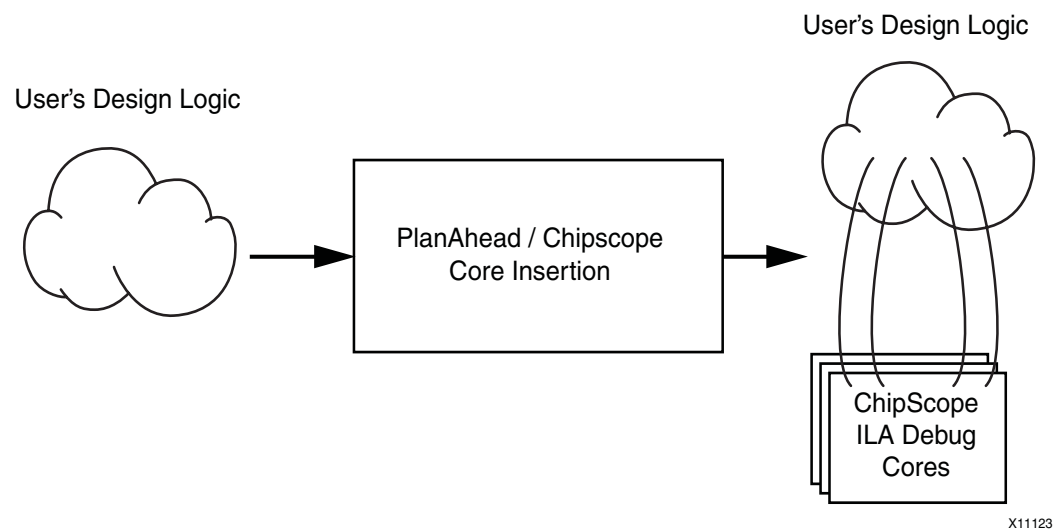 User’s Design Logic
User’s Design Logic
PlanAhead / Chipscope
Core Insertion
ChipScope
ILA Debug
Cores
X11123